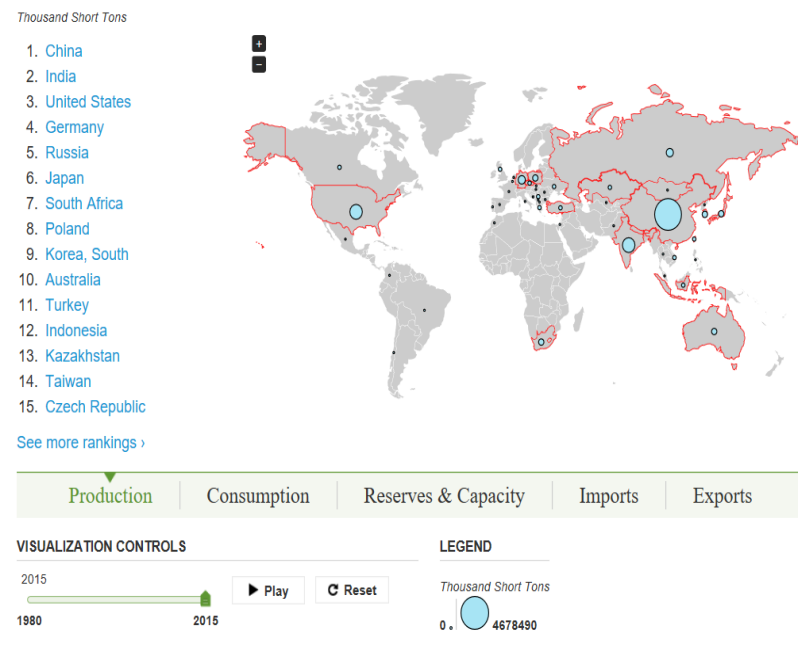 Thousand Short Tons
1. China
2. India
3. United States
4. Germany
5. Russia
6. Japan
7. South Africa
8. Poland
9. Korea, South
10. Australia
11. Turkey
12. Indonesia
13. Kazakhstan
14. Taiwan
15. Czech Republic
See more rankings ›
+
−
Production Consumption Reserves & Capacity Imports Exports
VISUALIZATION CONTROLS
2015
1980 2015
Play
Reset
LEGEND
Thousand Short Tons
0 4678490